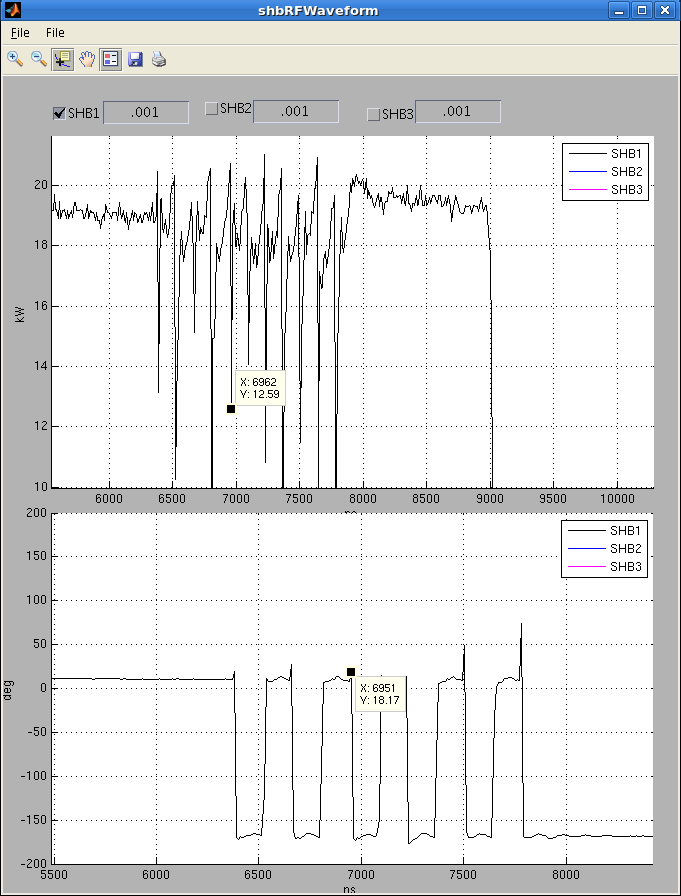 shbRFWaveform
File File
SHB1 .001 SHB2 .001 SHB3 .001
SHB1
SHB2
SHB3
20
18
16
14
12
10
kW
X: 6962
Y: 12.59
6000 6500 7000 7500 8000 8500 9000 9500 10000
200
150
100
50
0
-50
-100
-150
-200
deg
SHB1
SHB2
SHB3
X: 6951
Y: 18.17
5500 6000 6500 7000 7500 8000
ns